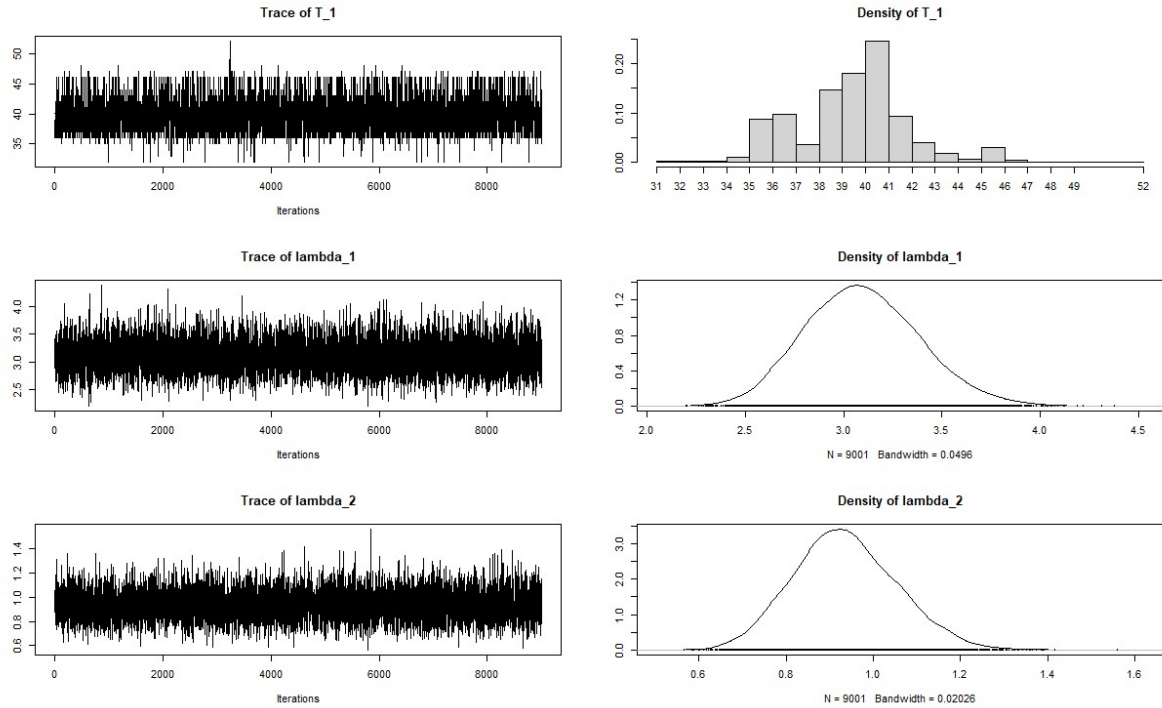 Trace of T_1
50
45
40
35
0 2000 4000 6000 8000
Iterations
Density of T_1
0.20
0.10
0.00
31 32 33 34 35 36 37 38 39 40 41 42 43 44 45 46 47 48 49 52
Trace of lambda_1
4.0
3.5
3.0
2.5
0 2000 4000 6000 8000
Iterations
Density of lambda_1
1.2
0.8
0.4
0.0
2.0 2.5 3.0 3.5 4.0 4.5
N = 9001 Bandwidth = 0.0496
Trace of lambda_2
1.4
1.2
1.0
0.8
0.6
0 2000 4000 6000 8000
Iterations
Density of lambda_2
3.0
2.0
1.0
0.0
0.6 0.8 1.0 1.2 1.4 1.6
N = 9001 Bandwidth = 0.02026